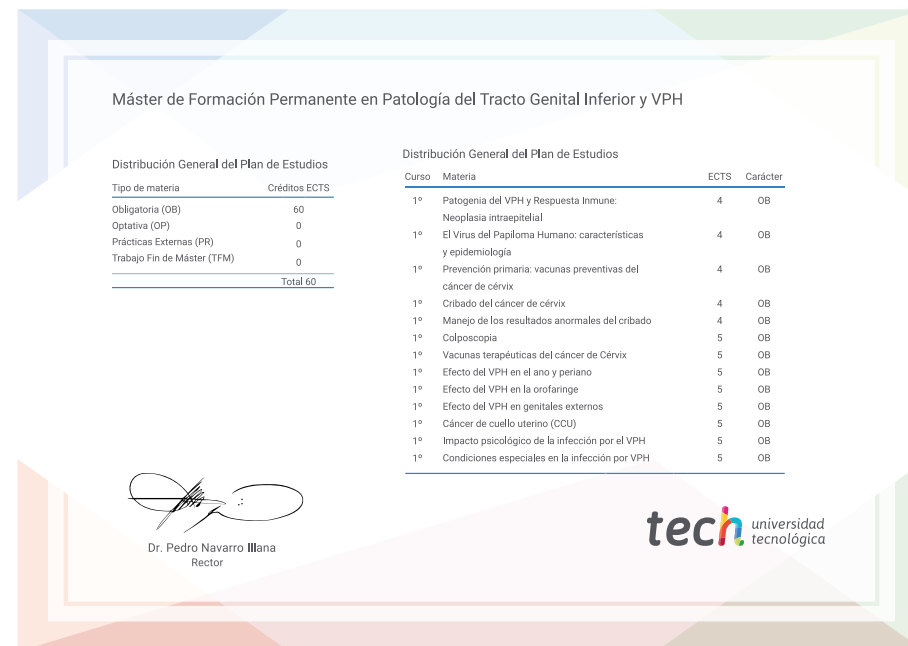 Máster de Formación Permanente en Patología del Tracto Genital Inferior y VPH
Distribución General del Plan de Estudios
Tipo de materia Créditos ECTS
Obligatoria (OB) 60
Optativa (OP) 0
Prácticas Externas (PR) 0
Trabajo Fin de Máster (TFM) 0
Total 60
Distribución General del Plan de Estudios
Curso Materia ECTS Carácter
1º Patogenia del VPH y Respuesta Inmune: 4 OB
Neoplasia intraepitelial
1º El Virus del Papiloma Humano: características 4 OB
y epidemiología
1º Prevención primaria: vacunas preventivas del 4 OB
cáncer de cérvix
1º Cribado del cáncer de cérvix 4 OB
1º Manejo de los resultados anormales del cribado 4 OB
1º Colposcopia 5 OB
1º Vacunas terapéuticas del cáncer de Cérvix 5 OB
1º Efecto del VPH en el ano y periano 5 OB
1º Efecto del VPH en la orofaringe 5 OB
1º Efecto del VPH en genitales externos 5 OB
1º Cáncer de cuello uterino (CCU) 5 OB
1º Impacto psicológico de la infección por el VPH 5 OB
1º Condiciones especiales en la infección por VPH 5 OB
Dr. Pedro Navarro Illana
Rector
tech universidad
tecnológica